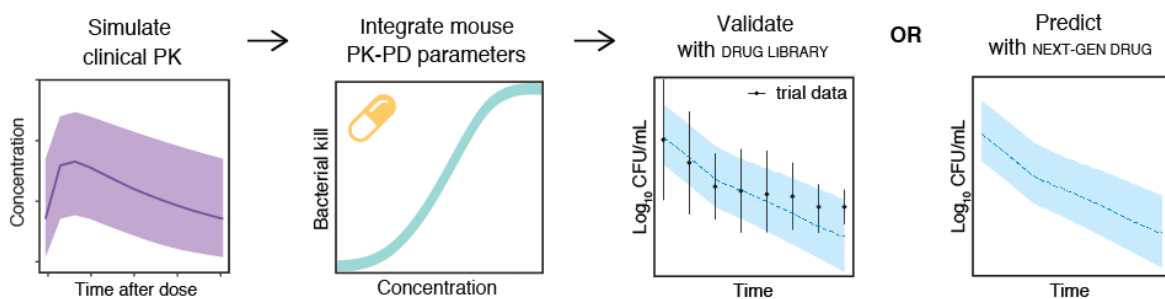 Simulate
clinical PK
Integrate mouse
PK-PD parameters
Validate
with DRUG LIBRARY
OR
Predict
with NEXT-GEN DRUG
Concentration
Time after dose
Bacterial kill
Concentration
Log₁₀ CFU/mL
trial data
Time
Log₁₀ CFU/mL
Time